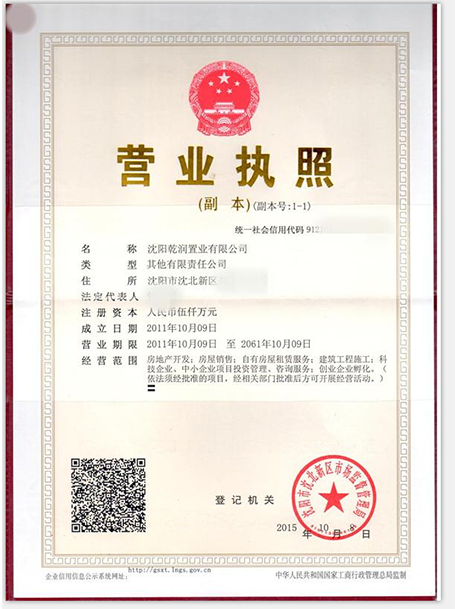 营业执照
(副 本)(副本号:1-1)
统一社会信用代码 912
名 称 沈阳乾润置业有限公司
类 型 其他有限责任公司
住 所 沈阳市沈北新区
法定代表人
注册资本 人民币伍仟万元
成立日期 2011年10月09日
营业期限 2011年10月09日 至 2061年10月09日
经营范围 房地产开发;房屋销售;自有房屋租赁服务;建筑工程施工;科
技企业、中小企业项目投资管理、咨询服务;创业企业孵化。(
依法须经批准的项目,经相关部门批准后方可开展经营活动。)
沈阳市沈北新区市场监督管理局
登记机关
2015 年 10 月 8 日
http://gsxt.lngs.gov.cn
企业信用信息公示系统网址:
中华人民共和国国家工商行政管理总局监制